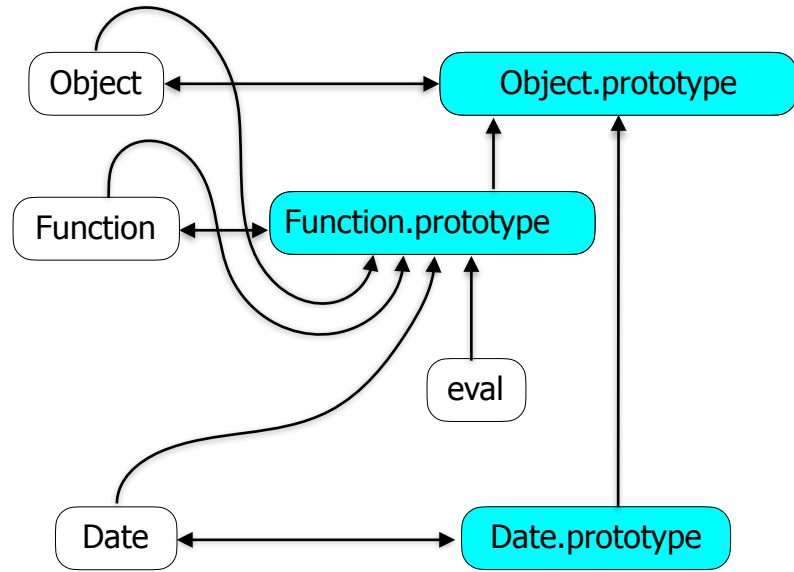 Object
Object.prototype
Function
Function.prototype
eval
Date
Date.prototype